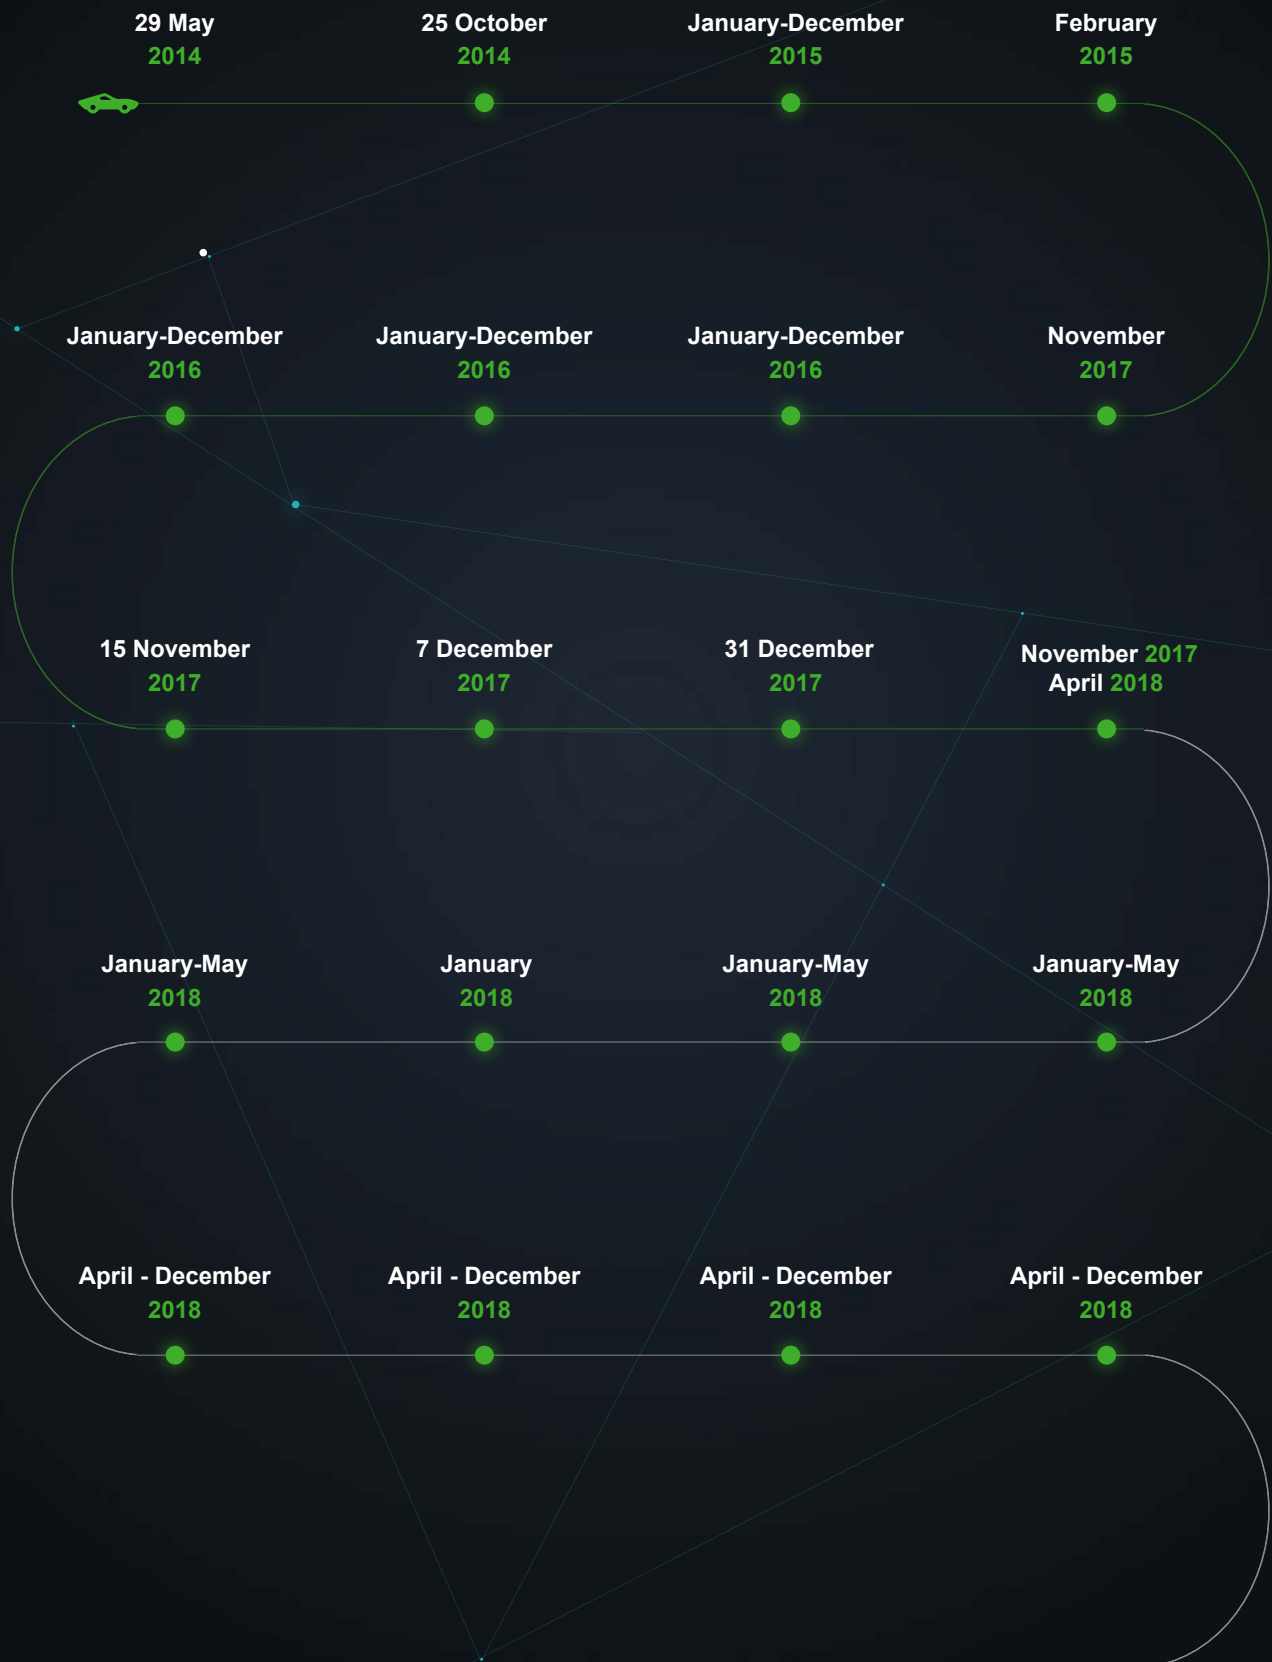 29 May
2014
25 October
2014
January-December
2015
February
2015
January-December
2016
January-December
2016
January-December
2016
November
2017
15 November
2017
7 December
2017
31 December
2017
November 2017
April 2018
January-May
2018
January
2018
January-May
2018
January-May
2018
April - December
2018
April - December
2018
April - December
2018
April - December
2018